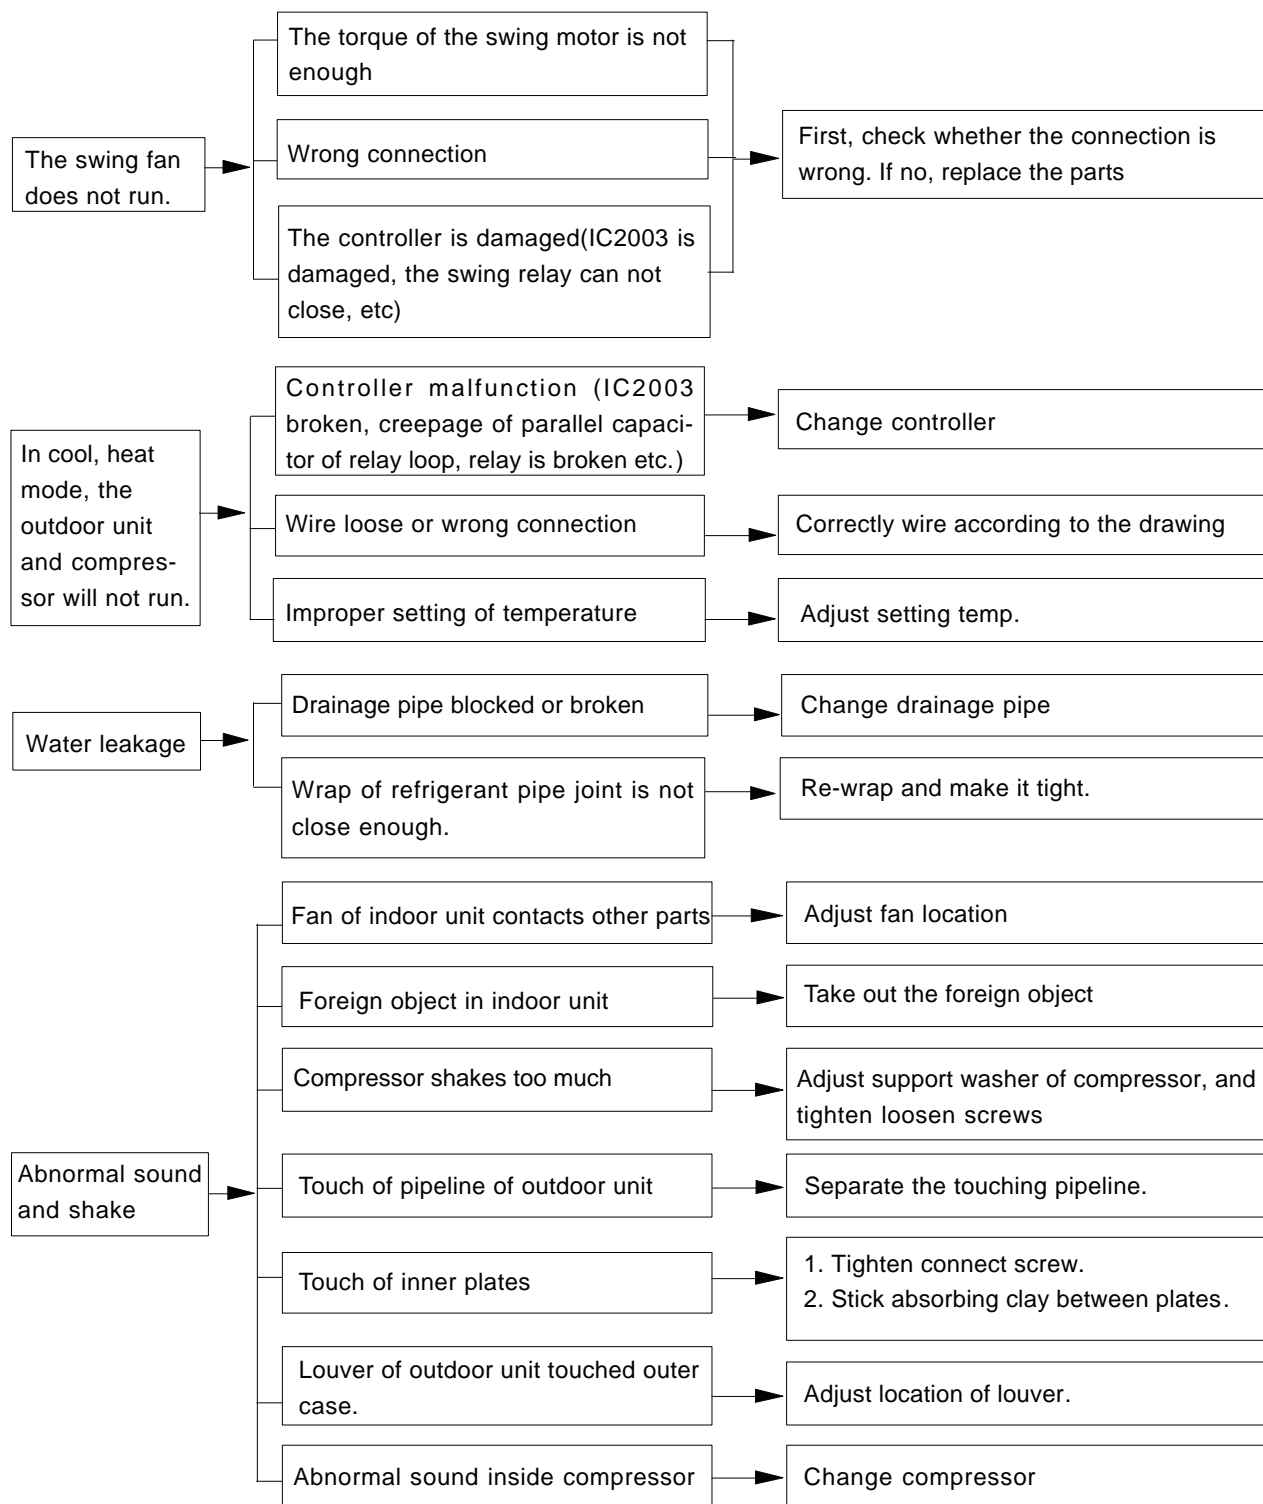 The swing fan
does not run.
The torque of the swing motor is not
enough
Wrong connection
The controller is damaged(IC2003 is
damaged, the swing relay can not
close, etc)
First, check whether the connection is
wrong. If no, replace the parts
In cool, heat
mode, the
outdoor unit
and compres-
sor will not run.
Controller malfunction (IC2003
broken, creepage of parallel capaci-
tor of relay loop, relay is broken etc.)
Change controller
Wire loose or wrong connection
Correctly wire according to the drawing
Improper setting of temperature
Adjust setting temp.
Water leakage
Drainage pipe blocked or broken
Change drainage pipe
Wrap of refrigerant pipe joint is not
close enough.
Re-wrap and make it tight.
Abnormal sound
and shake
Fan of indoor unit contacts other parts
Adjust fan location
Foreign object in indoor unit
Take out the foreign object
Compressor shakes too much
Adjust support washer of compressor, and
tighten loosen screws
Touch of pipeline of outdoor unit
Separate the touching pipeline.
Touch of inner plates
1. Tighten connect screw.
2. Stick absorbing clay between plates.
Louver of outdoor unit touched outer
case.
Adjust location of louver.
Abnormal sound inside compressor
Change compressor